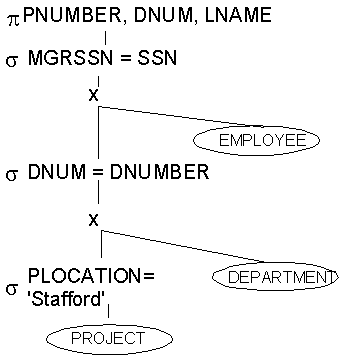 π PNUMBER, DNUM, LNAME
σ MGRSSN = SSN
X
EMPLOYEE
σ DNUM = DNUMBER
X
DEPARTMENT
σ PLOCATION=
'Stafford'
PROJECT